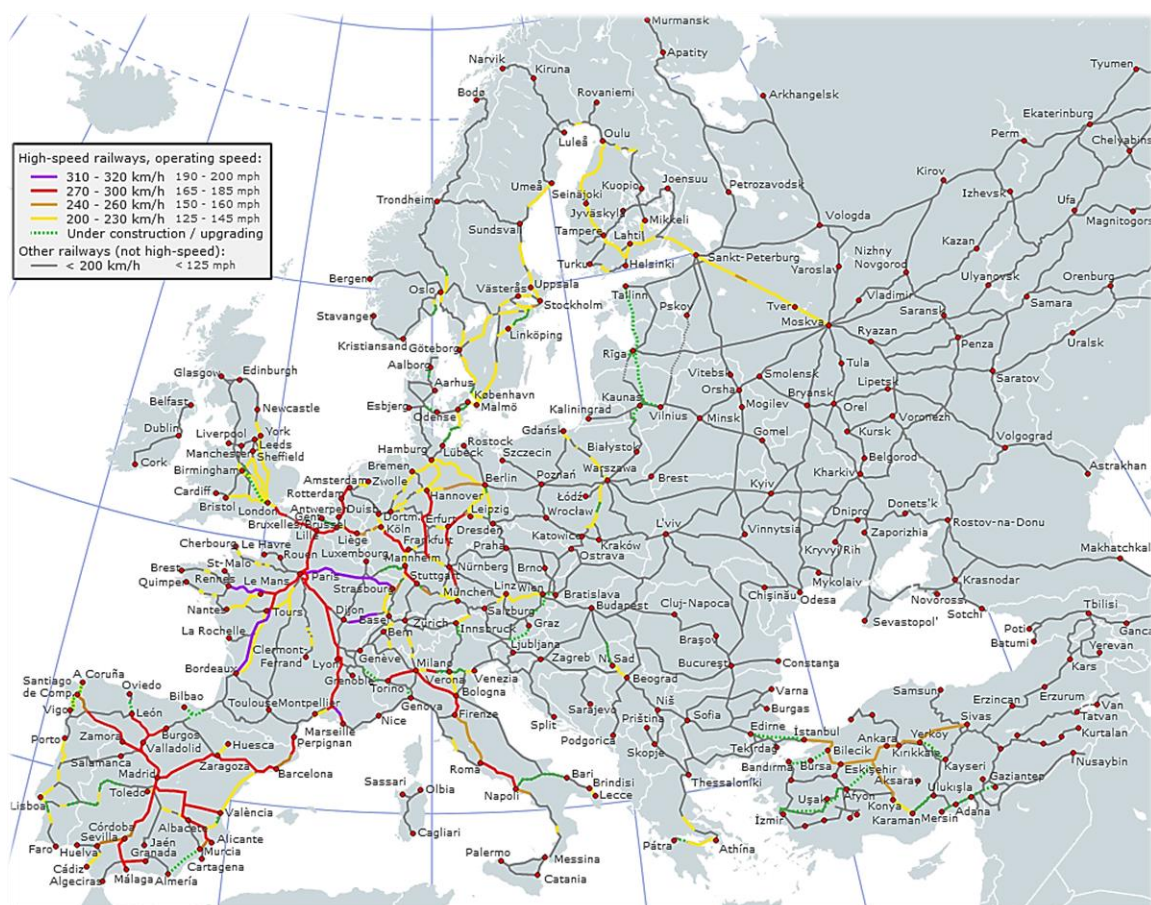 Murmansk
Apatity
Narvik
Kiruna
Tyumen
Bodø
Rovaniemi
Arkhangelsk
Ekaterinburg
Perm
Chelyabins
Luleå
Oulu
High-speed railways, operating speed:
310 - 320 km/h 190 - 200 mph
270 - 300 km/h 165 - 185 mph
240 - 260 km/h 150 - 160 mph
200 - 230 km/h 125 - 145 mph
Under construction / upgrading
Other railways (not high-speed):
< 200 km/h < 125 mph
Umeå
Seinäjoki
Kuopio
Joensuu
Petrozavodsk
Kirov
Izhevsk
Ufa
Magnitogors
Trondheim
Jyväskylä
Mikkeli
Vologda
Sundsvall
Tampere
Lahti
Nizhny
Novgorod
Kazan
Turku
Helsinki
Sankt-Peterburg
Yaroslavl
Ulyanovsk
Orenburg
Bergen
Oslo
Västerås
Uppsala
Stockholm
Tallinn
Pskov
Tver
Vladimir
Samara
Saransk
Moskva
Stavanger
Linköping
Ryazan
Penza
Uralsk
Kristiansand
Göteborg
Rīga
Tula
Aalborg
Vitebsk
Smolensk
Saratov
Glasgow
Edinburgh
Aarhus
København
Malmö
Orsha
Bryansk
Lipetsk
Belfast
Newcastle
Esbjerg
Odense
Kaliningrad
Kaunas
Vilnius
Minsk
Mogilev
Orel
Voronezh
Dublin
Liverpool
York
Leeds
Manchester
Sheffield
Gdańsk
Gomel
Kursk
Volgograd
Cork
Birmingham
Hamburg
Lübeck
Rostock
Szczecin
Białystok
Belgorod
Astrakhan
Bremen
Amsterdam
Zwolle
Berlin
Poznań
Warszawa
Brest
Kharkiv
Cardiff
Bristol
Rotterdam
Hannover
Łódź
Kyiv
London
Antwerpen
Gent
Duisb
Dortm.
Leipzig
Wrocław
Donets'k
Bruxelles/Brussel
Köln
Erfurt
Dresden
Katowice
L'viv
Vinnytsia
Dnipro
Rostov-na-Donu
Lille
Liège
Frankfurt
Kraków
Zaporizhia
Cherbourg
Le Havre
Rouen
Luxembourg
Mannheim
Praha
Ostrava
Kryvyj Rih
Makhatchkal
Brest
St-Malo
Nürnberg
Brno
Quimper
Rennes
Le Mans
Paris
Strasbourg
Stuttgart
Linz
Wien
Bratislava
Mykolaiv
Krasnodar
München
Salzburg
Budapest
Cluj-Napoca
Chişinău
Odesa
Novorossi
Nantes
Tours
Dijon
Basel
Zürich
Innsbruck
Graz
Sevastopol'
Sotchi
Tbilisi
La Rochelle
Bern
Ljubljana
Braşov
Poti
Ganca
Clermont-
Ferrand
Genève
Zagreb
Batumi
Yerevan
Lyon
Milano
Venezia
N.Sad
Bucureşti
Constanţa
Kars
Bordeaux
Grenoble
Torino
Verona
Beograd
A Coruña
Santiago
de Comp.
Oviedo
Bilbao
Bologna
Varna
Samsun
Erzincan
Erzurum
Van
Toulouse
Montpellier
Genova
Split
Sarajevo
Niš
Burgas
Tatvan
Vigo
León
Nice
Firenze
Priština
Sofia
Edirne
İstanbul
Ankara
Yerköy
Sivas
Kurtalan
Porto
Zamora
Burgos
Valladolid
Huesca
Marseille
Perpignan
Podgorica
Skopje
Tekirdağ
Bilecik
Kırıkkale
Nusaybin
Salamanca
Zaragoza
Barcelona
Sassari
Olbia
Roma
Bari
Brindisi
Lecce
Thessaloníki
Bandırma
Bursa
Eskişehir
Kayseri
Gaziantep
Madrid
Toledo
Aksaray
Lisboa
Napoli
Uşak
Afyon
Ulukışla
València
Cagliari
İzmir
Konya
Karaman
Mersin
Adana
Córdoba
Sevilla
Albacete
Alicante
Pátra
Athína
Faro
Huelva
Jaén
Murcia
Granada
Cartagena
Palermo
Messina
Cádiz
Algeciras
Málaga
Almería
Catania